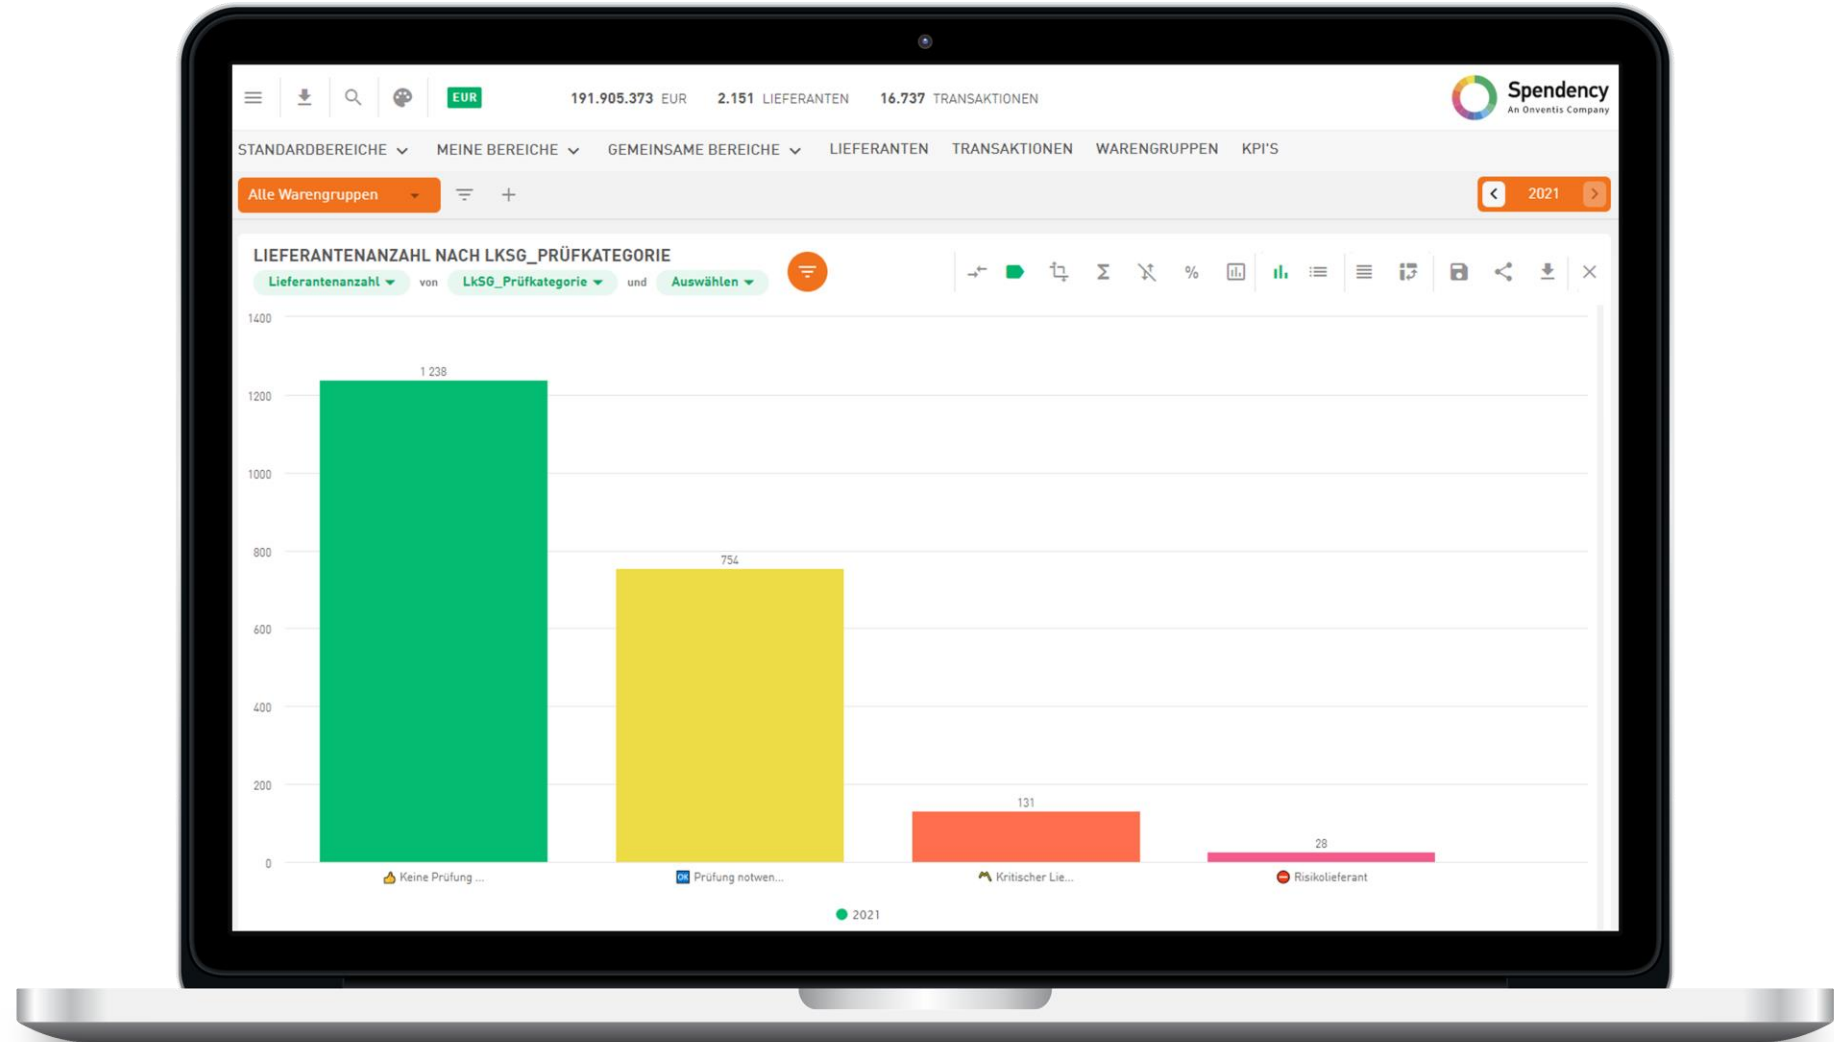 EUR
191.905.373 EUR 2.151 LIEFERANTEN 16.737 TRANSAKTIONEN
Spendency
An Onventis Company
STANDARDBEREICHE MEINE BEREICHE GEMEINSAME BEREICHE LIEFERANTEN TRANSAKTIONEN WARENGRUPPEN KPI'S
Alle Warengruppen
2021
LIEFERANTENANZAHL NACH LKSG_PRÜFKATEGORIE
Lieferantenanzahl von LkSG_Prüfkategorie und Auswählen
%
1400
1 238
1200
1000
800
754
600
400
200
131
28
0
Keine Prüfung ...
OK Prüfung notwen...
Kritischer Lie...
Risikolieferant
2021